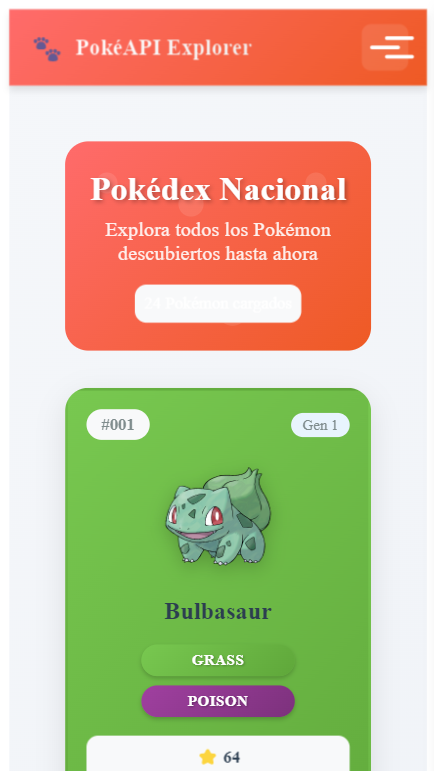 PokéAPI Explorer
Pokédex Nacional
Explora todos los Pokémon
descubiertos hasta ahora
24 Pokémon cargados
#001
Gen 1
Bulbasaur
GRASS
POISON
64